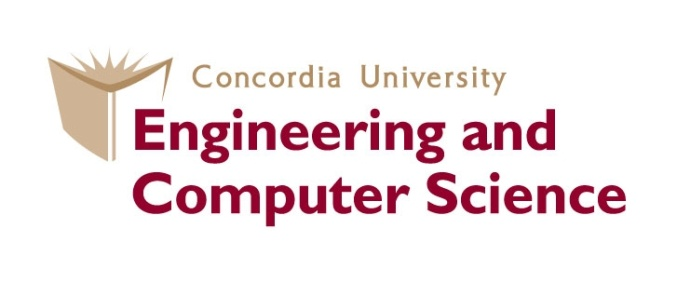 Concordia University
Engineering and
Computer Science